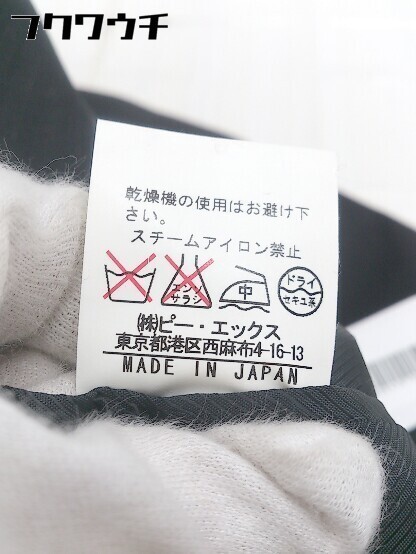 フクワウチ
乾燥機の使用はお避け下
さい。
スチームアイロン禁止
エンソ
サラシ
中
ドライ
セキユ系
㈱ピー・エックス
東京都港区西麻布4-16-13
MADE IN JAPAN